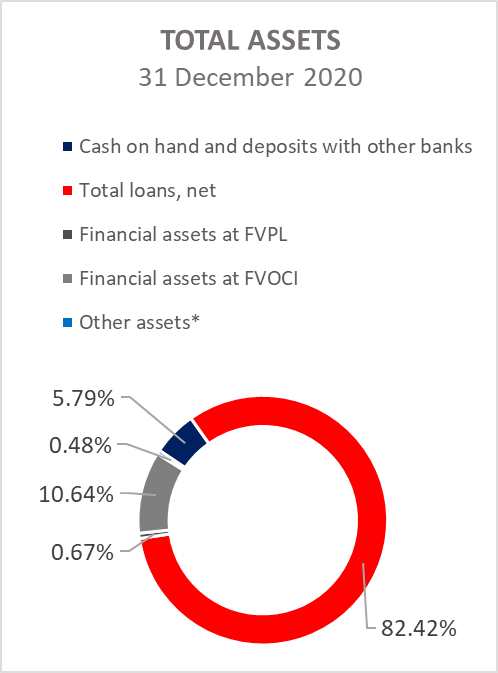 TOTAL ASSETS
31 December 2020
Cash on hand and deposits with other banks
Total loans, net
Financial assets at FVPL
Financial assets at FVOCI
Other assets*
5.79%
0.48%
10.64%
0.67%
82.42%